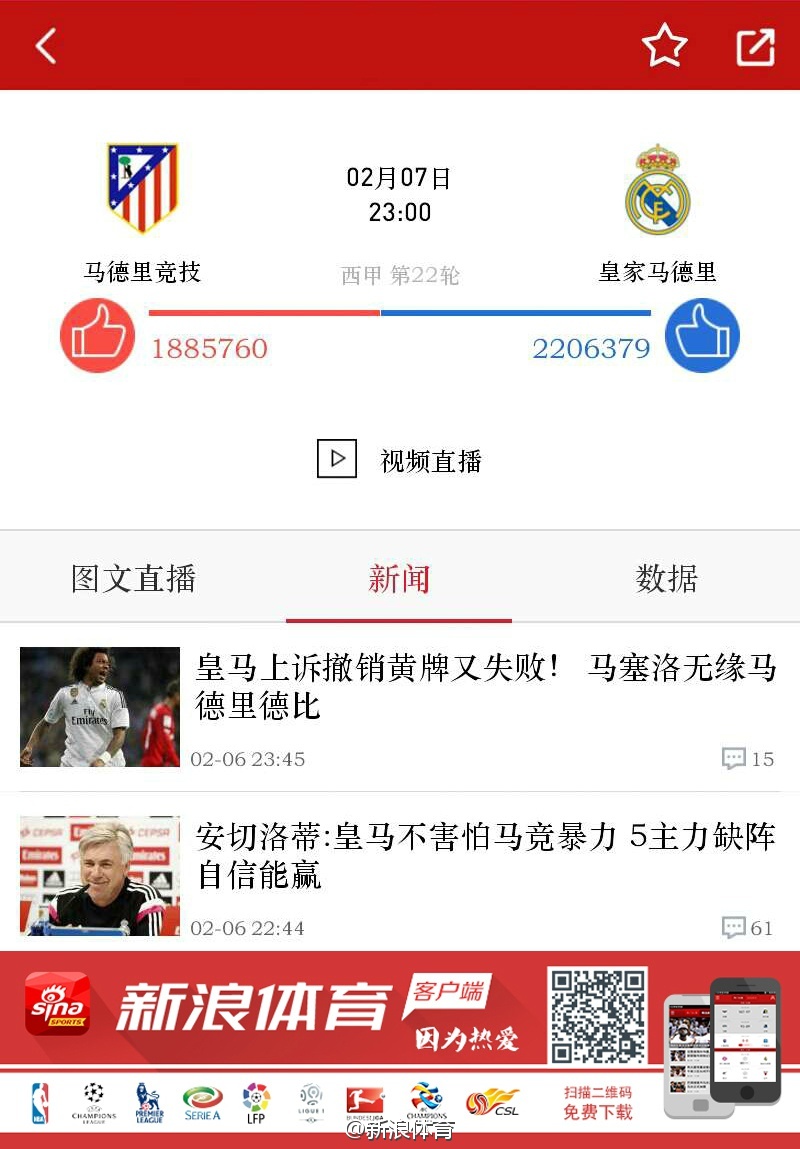 02月07日
23:00
马德里竞技
西甲 第22轮
皇家马德里
1885760
2206379
视频直播
图文直播
新闻
数据
皇马上诉撤销黄牌又失败! 马塞洛无缘马
德里德比
02-06 23:45
15
Fly
Emirates
安切洛蒂:皇马不害怕马竞暴力 5主力缺阵
自信能赢
02-06 22:44
61
CEPSA
CEPSA
Emirates
Emirates
sina
SPORTS
新浪体育
客户端
因为热爱
NBA
CHAMPIONS
PREMIER
LEAGUE
SERIE A
LFP
LIGUE 1
BUNDESLIGA
CHAMPIONS
CSL
扫描二维码
免费下载
@新浪体育